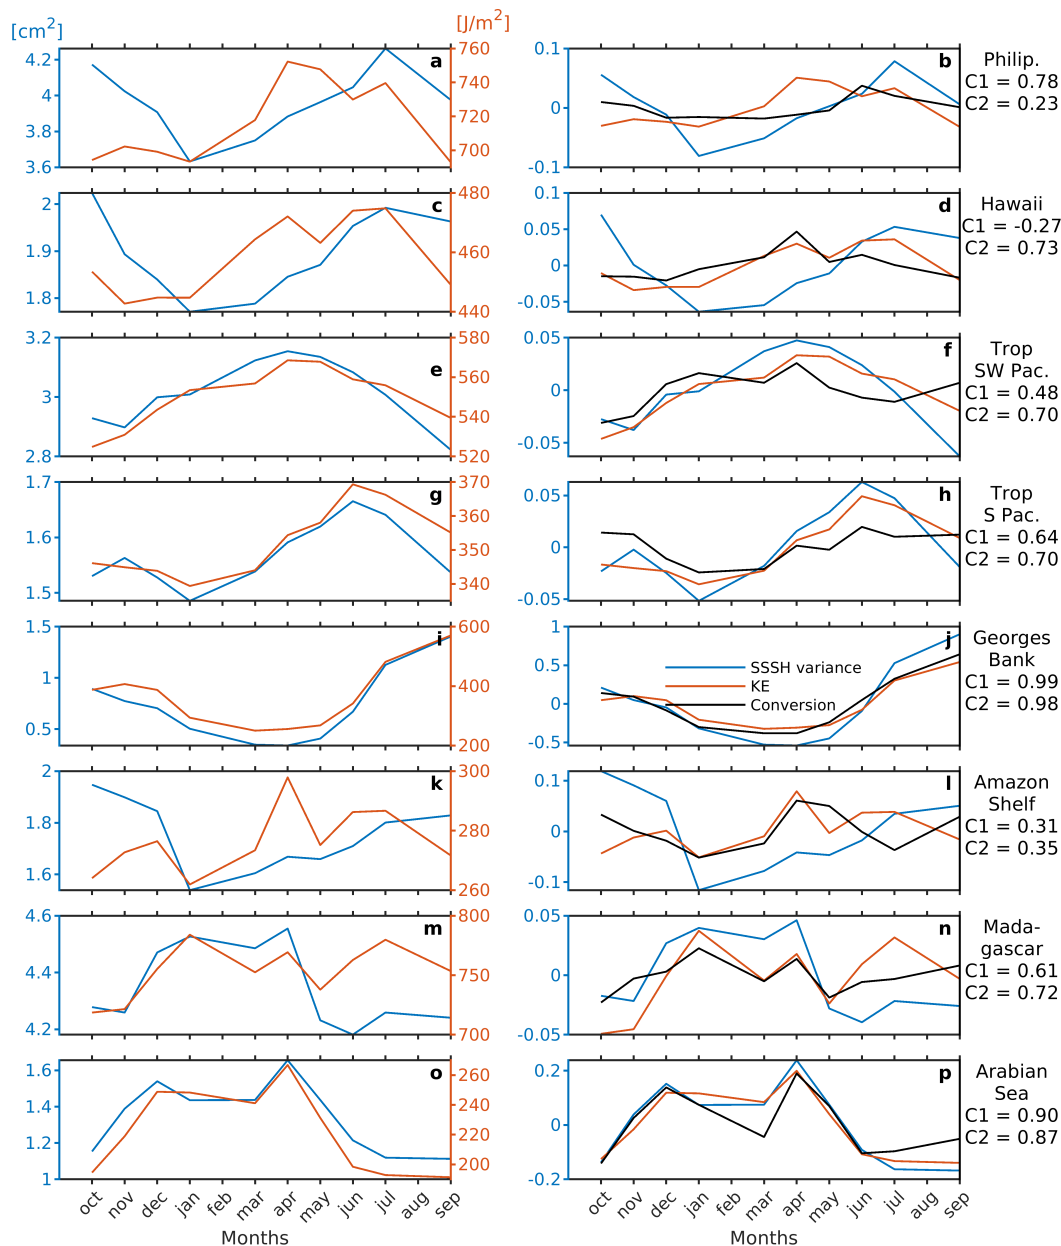 [cm2]
[J/m2]
a
4.2
4
3.8
3.6
760
740
720
700
b
0.1
0
-0.1
Philip.
C1 = 0.78
C2 = 0.23
c
2
1.9
1.8
480
460
440
d
0.1
0.05
0
-0.05
Hawaii
C1 = -0.27
C2 = 0.73
e
3.2
3
2.8
580
560
540
520
f
0.05
0
-0.05
Trop
SW Pac.
C1 = 0.48
C2 = 0.70
g
1.7
1.6
1.5
370
360
350
340
h
0.05
0
-0.05
Trop
S Pac.
C1 = 0.64
C2 = 0.70
i
1.5
1
0.5
600
400
200
j
1
0.5
0
-0.5
SSSH variance
KE
Conversion
Georges
Bank
C1 = 0.99
C2 = 0.98
k
2
1.8
1.6
300
280
260
l
0.1
0
-0.1
Amazon
Shelf
C1 = 0.31
C2 = 0.35
m
4.6
4.4
4.2
800
750
700
n
0.05
0
-0.05
Mada-
gascar
C1 = 0.61
C2 = 0.72
o
1.6
1.4
1.2
1
260
240
220
200
p
0.2
0
-0.2
Arabian
Sea
C1 = 0.90
C2 = 0.87
oct nov dec jan feb mar apr may jun jul aug sep
Months
oct nov dec jan feb mar apr may jun jul aug sep
Months